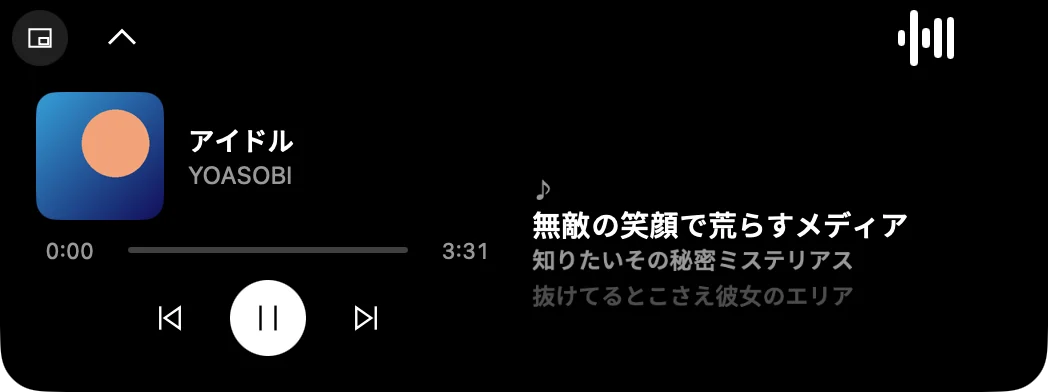 アイドル
YOASOBI
0:00
3:31
♪
無敵の笑顔で荒らすメディア
知りたいその秘密ミステリアス
抜けてるとこさえ彼女のエリア